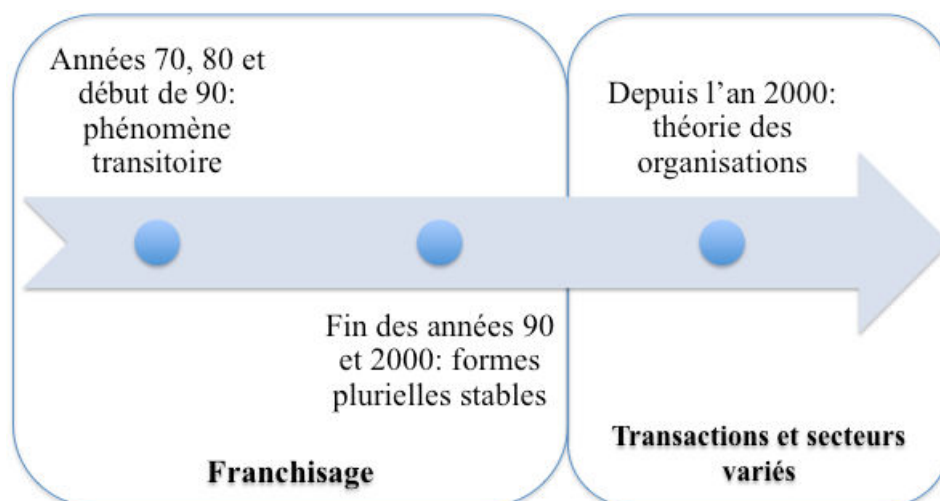 Années 70, 80 et
début de 90:
phénomène
transitoire
Fin des années 90
et 2000: formes
plurielles stables
Franchisage
Depuis l'an 2000:
théorie des
organisations
Transactions et secteurs
variés